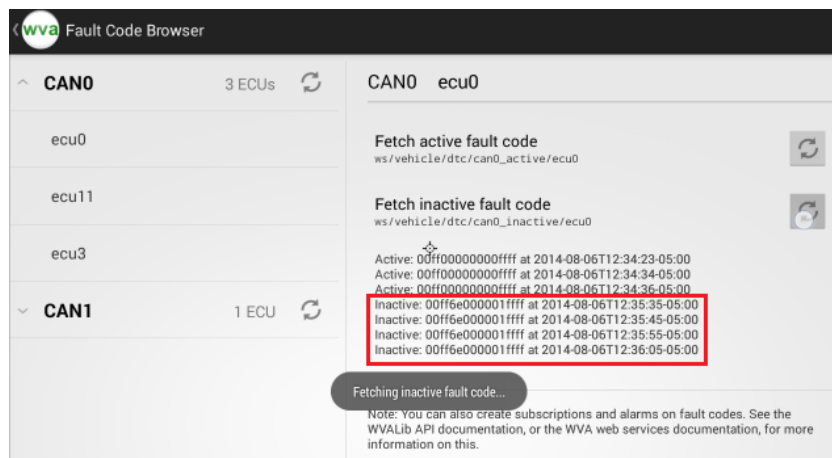 wva Fault Code Browser
CAN0 3 ECUs
ecu0
ecu11
ecu3
CAN1 1 ECU
CAN0 ecu0
Fetch active fault code
ws/vehicle/dtc/can0_active/ecu0
Fetch inactive fault code
ws/vehicle/dtc/can0_inactive/ecu0
Active: 00ff00000000ffff at 2014-08-06T12:34:23-05:00
Active: 00ff00000000ffff at 2014-08-06T12:34:34-05:00
Active: 00ff00000000ffff at 2014-08-06T12:34:36-05:00
Inactive: 00ff6e000001ffff at 2014-08-06T12:35:35-05:00
Inactive: 00ff6e000001ffff at 2014-08-06T12:35:45-05:00
Inactive: 00ff6e000001ffff at 2014-08-06T12:35:55-05:00
Inactive: 00ff6e000001ffff at 2014-08-06T12:36:05-05:00
Fetching inactive fault code...
Note: You can also create subscriptions and alarms on fault codes. See the
WVALib API documentation, or the WVA web services documentation, for more
information on this.